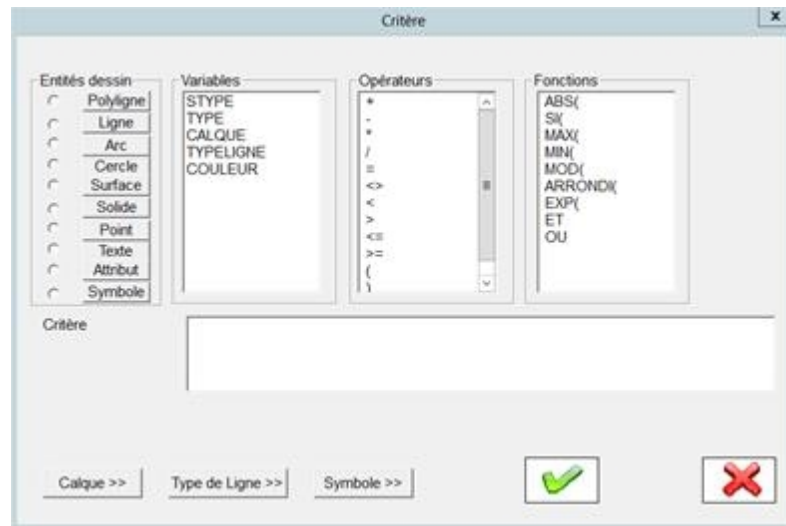 Critère
x
Entités dessin
Polyligne
Ligne
Arc
Cercle
Surface
Solide
Point
Texte
Attribut
Symbole
Variables
STYPE
TYPE
CALQUE
TYPELIGNE
COULEUR
Opérateurs
+
-
*
/
=
<>
<
>
<=
>=
(
)
Fonctions
ABS(
SI(
MAX(
MIN(
MOD(
ARRONDI(
EXP(
ET
OU
Critère
Calque >>
Type de Ligne >>
Symbole >>